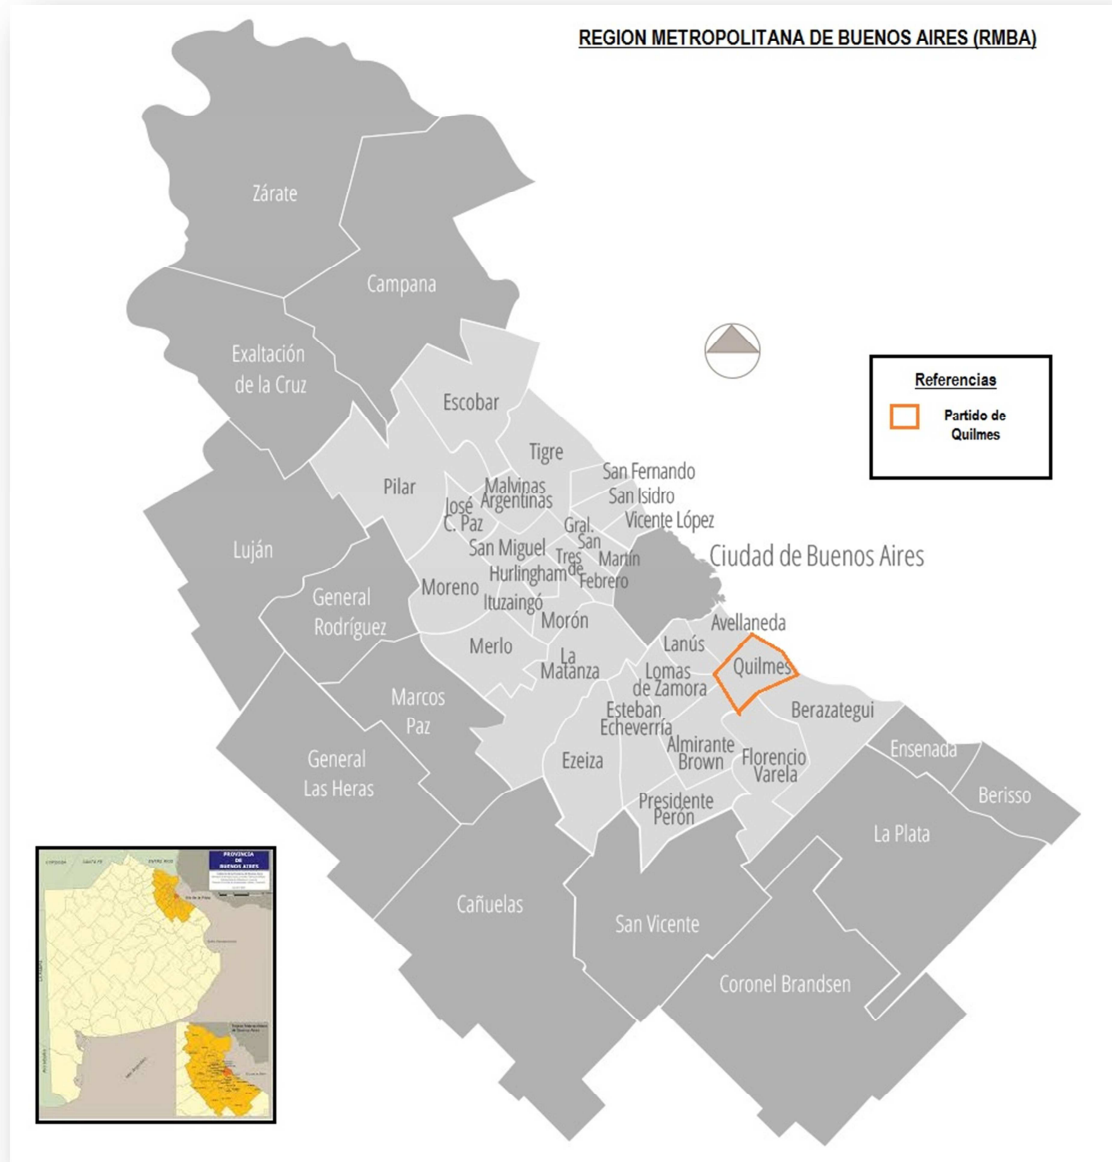 REGION METROPOLITANA DE BUENOS AIRES (RMBA)
Zárate
Campana
Exaltación
de la Cruz
Referencias
Partido de
Quilmes
Escobar
Tigre
San Fernando
Pilar
Malvinas
Argentinas
San Isidro
José
C. Paz
Vicente López
Gral.
San
Martín
Luján
San Miguel
Tres
de
Febrero
Ciudad de Buenos Aires
Hurlingham
Moreno
General
Rodríguez
Ituzaingó
Morón
Avellaneda
Merlo
Lanús
La
Matanza
Quilmes
Lomas
de Zamora
Marcos
Paz
Esteban
Echeverría
Berazategui
General
Las Heras
Ezeiza
Almirante
Brown
Florencio
Varela
Ensenada
Presidente
Perón
Berisso
La Plata
Cañuelas
San Vicente
Coronel Brandsen
PROVINCIA
DE
BUENOS AIRES